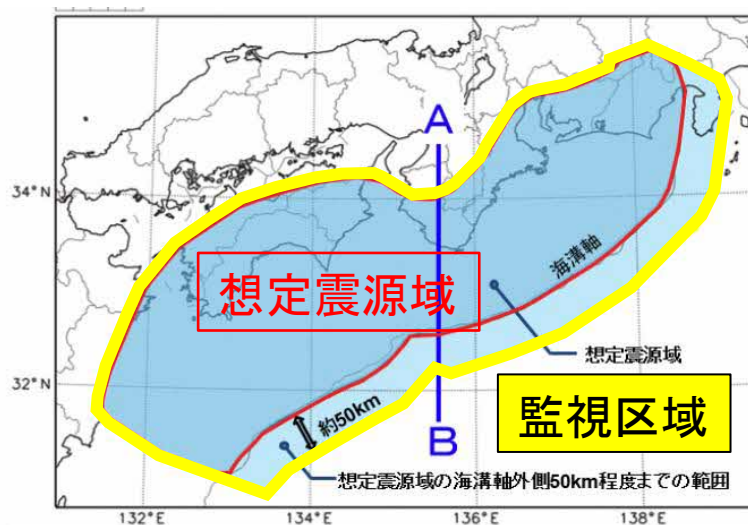 A
34°N
海溝軸
想定震源域
想定震源域
32°N
約50km
監視区域
B
想定震源域の海溝軸外側50km程度までの範囲
132°E
134°E
136°E
138°E